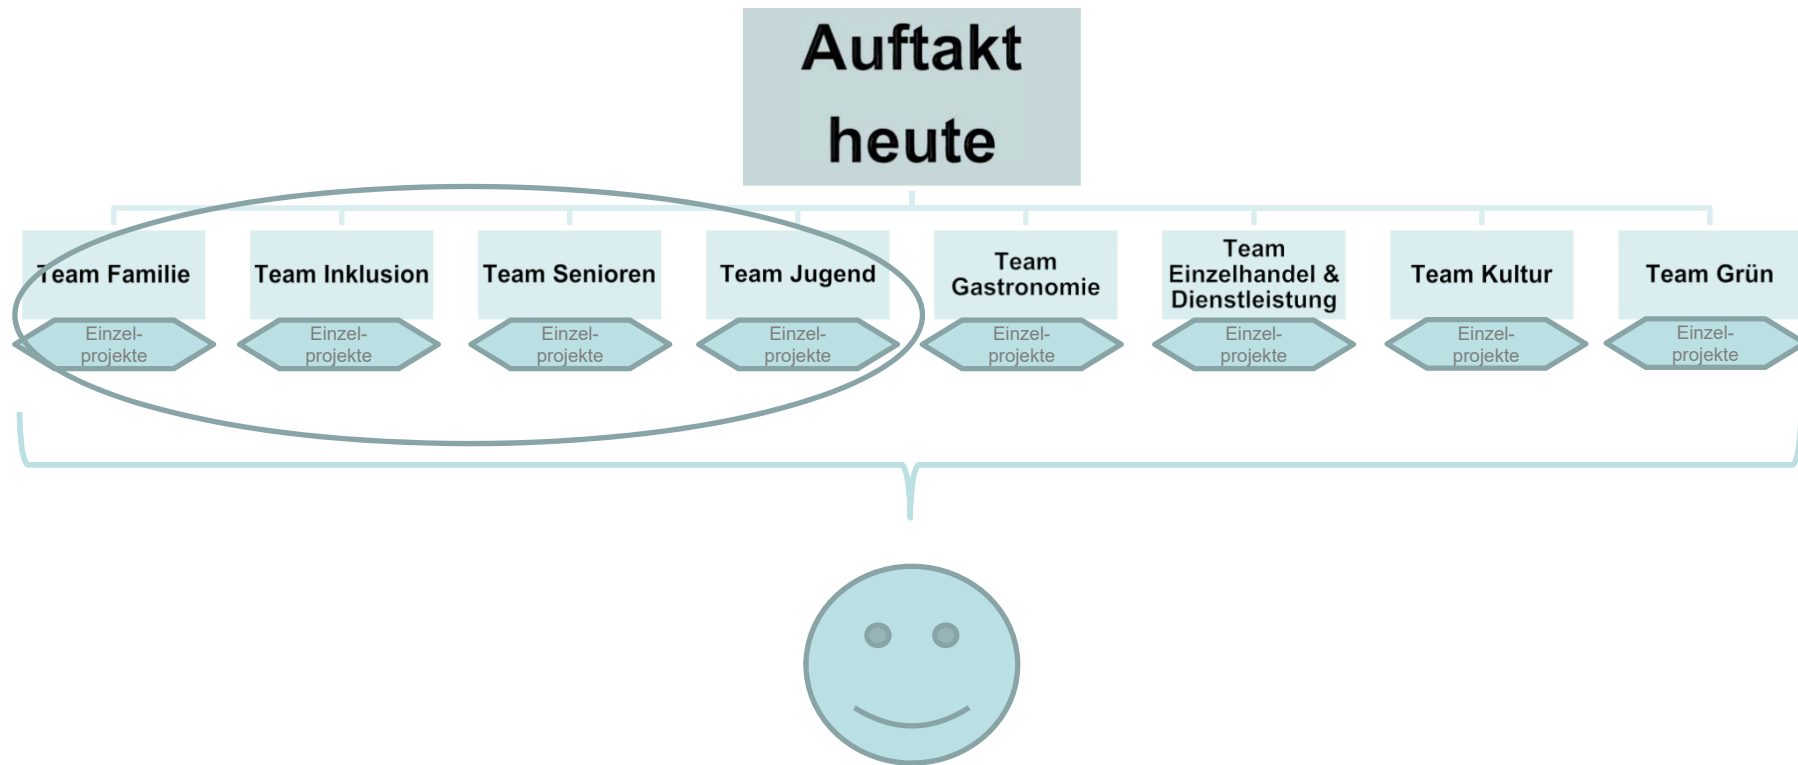 Auftakt
heute
Team Familie
Team Inklusion
Team Senioren
Team Jugend
Team
Gastronomie
Team
Einzelhandel &
Dienstleistung
Team Kultur
Team Grün
Einzel-
projekte
Einzel-
projekte
Einzel-
projekte
Einzel-
projekte
Einzel-
projekte
Einzel-
projekte
Einzel-
projekte
Einzel-
projekte